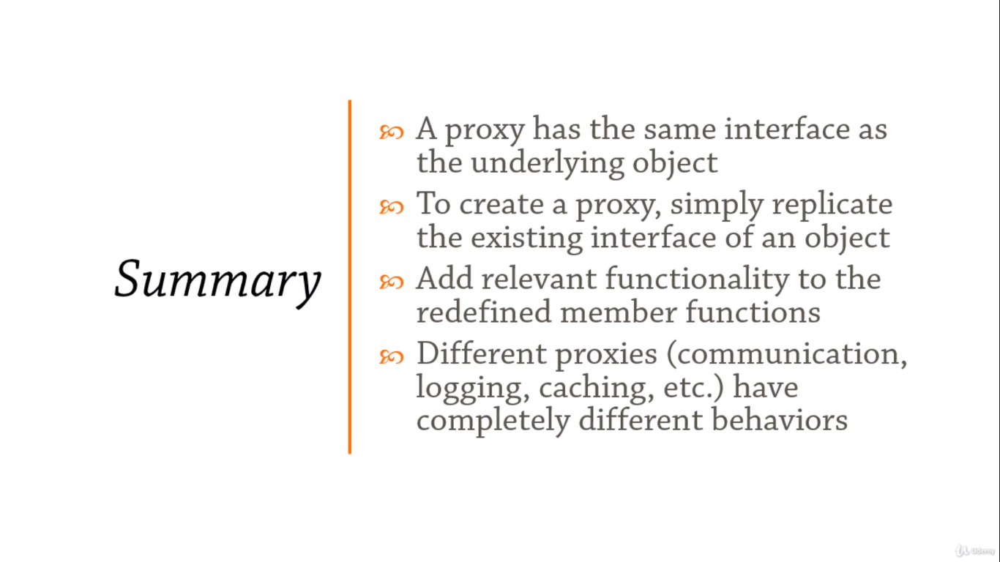 Summary
A proxy has the same interface as
the underlying object
To create a proxy, simply replicate
the existing interface of an object
Add relevant functionality to the
redefined member functions
Different proxies (communication,
logging, caching, etc.) have
completely different behaviors
Udemy